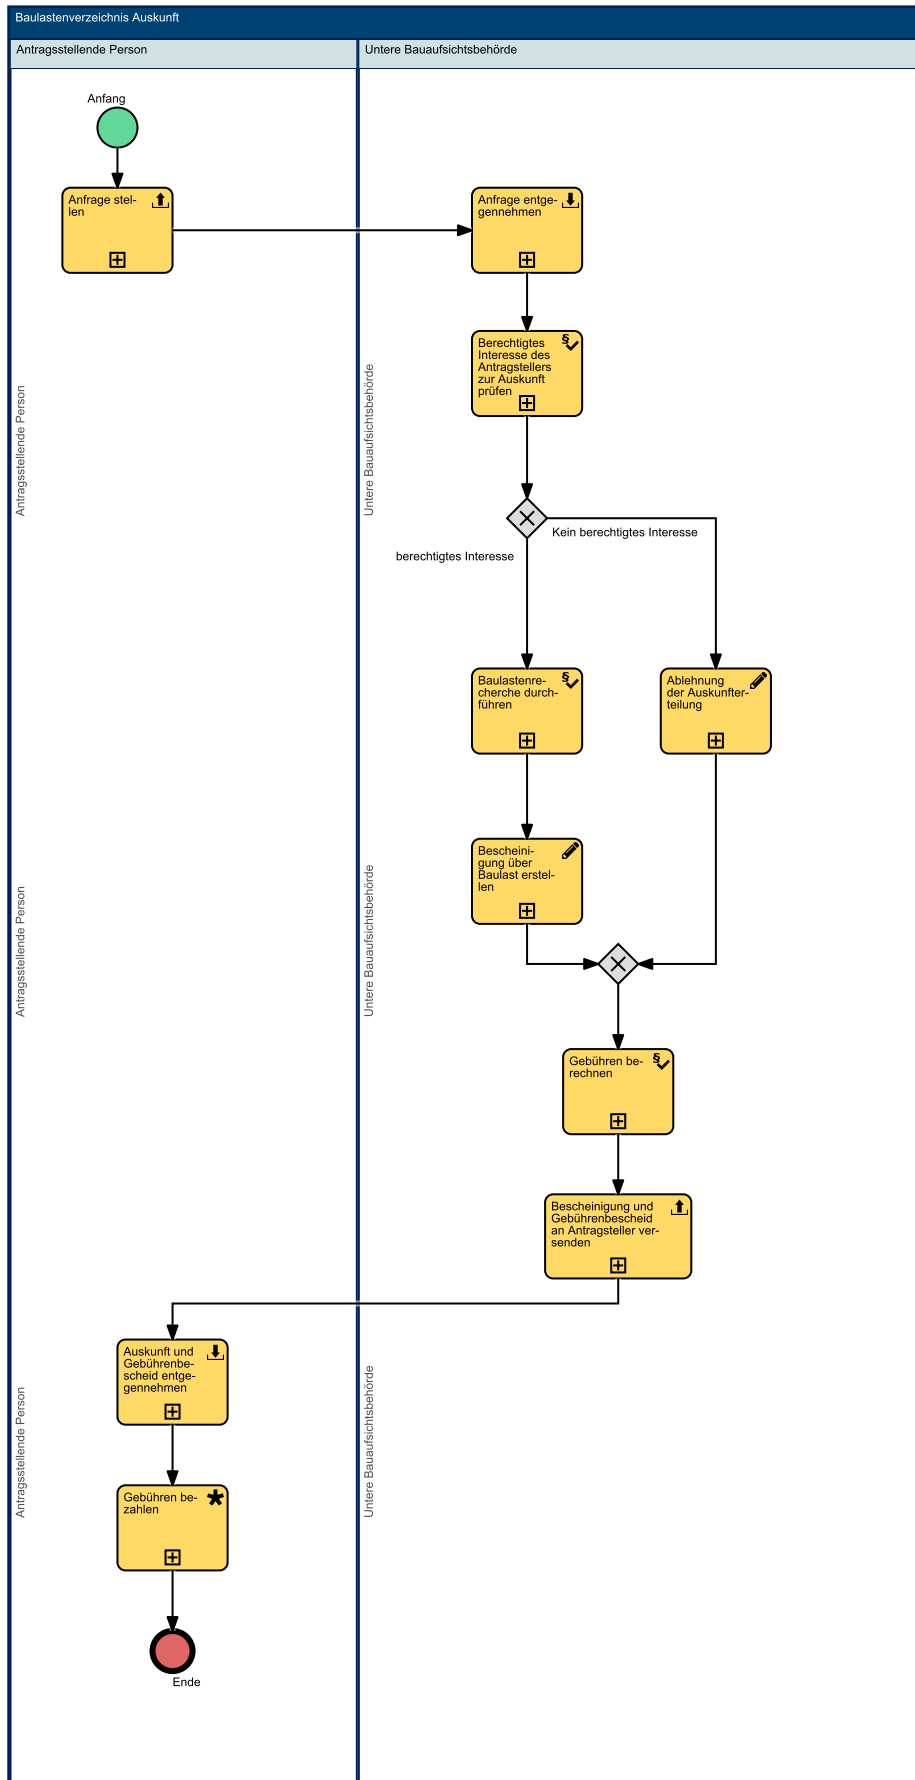 Baulastenverzeichnis Auskunft
Antragsstellende Person
Untere Bauaufsichtsbehörde
Anfang
Anfrage stel-
len
Anfrage entge-
gennehmen
Berechtigtes
Interesse des
Antragstellers
zur Auskunft
prüfen
Antragsstellende Person
Untere Bauaufsichtsbehörde
Kein berechtigtes Interesse
berechtigtes Interesse
Baulastenre-
cherche durch-
führen
Ablehnung
der Auskunfter-
teilung
Bescheini-
gung über
Baulast erstel-
len
Antragsstellende Person
Untere Bauaufsichtsbehörde
Gebühren be-
rechnen
Bescheinigung und
Gebührenbescheid
an Antragsteller ver-
senden
Auskunft und
Gebührenbe-
scheid entge-
gennehmen
Antragsstellende Person
Untere Bauaufsichtsbehörde
Gebühren be-
zahlen
Ende